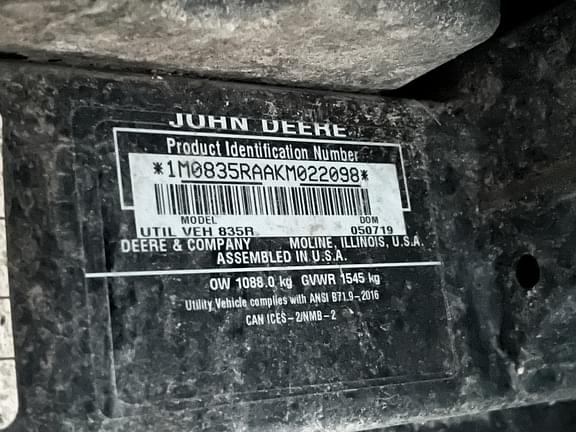 JOHN DEERE
Product Identification Number
*1M0835RAAKM022098*
MODEL DOM
UTIL VEH 835R 050719
DEERE & COMPANY MOLINE, ILLINOIS, U.S.A.
ASSEMBLED IN U.S.A.
OW 1088.0 kg GVWR 1545 kg
Utility Vehicle complies with ANSI B71.9-2016
CAN ICES-2/NMB-2